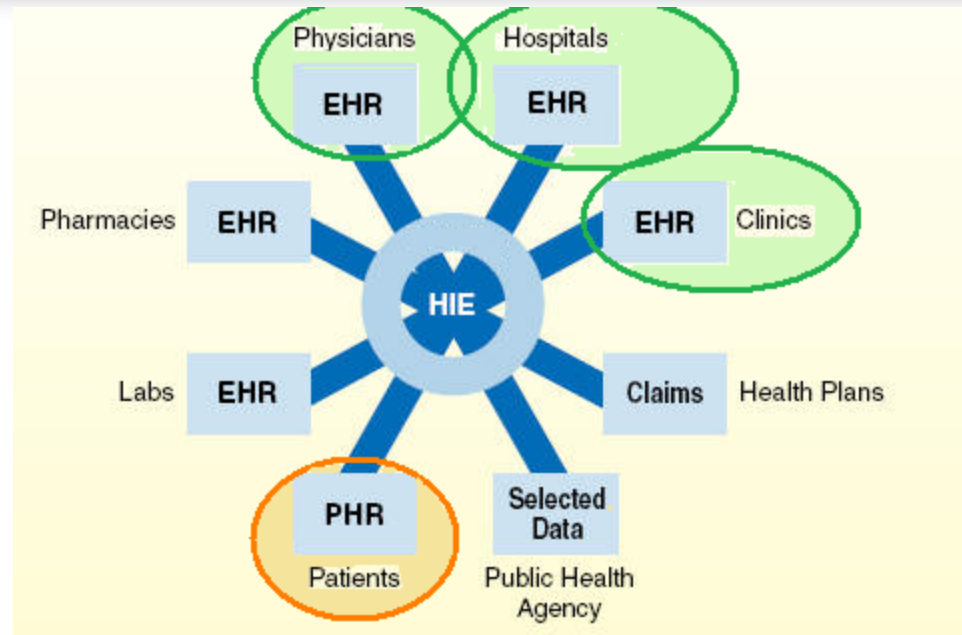 Physicians
Hospitals
EHR
EHR
Pharmacies
EHR
EHR
Clinics
HIE
Labs
EHR
Claims
Health Plans
PHR
Selected
Data
Patients
Public Health
Agency